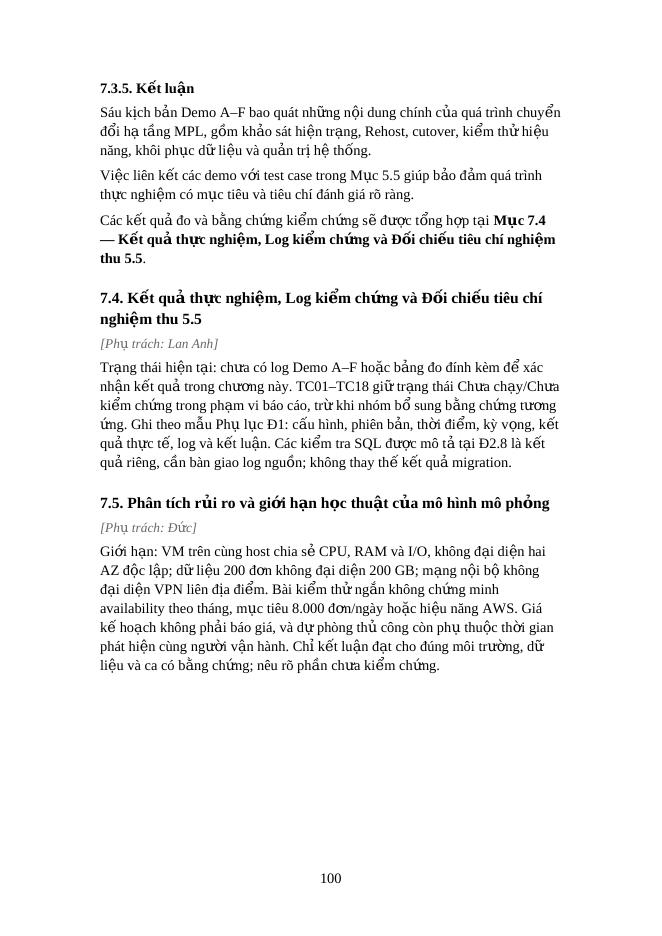 7.3.5. Kết luận
Sáu kịch bản Demo A–F bao quát những nội dung chính của quá trình chuyển
đổi hạ tầng MPL, gồm khảo sát hiện trạng, Rehost, cutover, kiểm thử hiệu
năng, khôi phục dữ liệu và quản trị hệ thống.
Việc liên kết các demo với test case trong Mục 5.5 giúp bảo đảm quá trình
thực nghiệm có mục tiêu và tiêu chí đánh giá rõ ràng.
Các kết quả đo và bằng chứng kiểm chứng sẽ được tổng hợp tại Mục 7.4
— Kết quả thực nghiệm, Log kiểm chứng và Đối chiếu tiêu chí nghiệm
thu 5.5.
7.4. Kết quả thực nghiệm, Log kiểm chứng và Đối chiếu tiêu chí
nghiệm thu 5.5
[Phụ trách: Lan Anh]
Trạng thái hiện tại: chưa có log Demo A–F hoặc bảng đo đính kèm để xác
nhận kết quả trong chương này. TC01–TC18 giữ trạng thái Chưa chạy/Chưa
kiểm chứng trong phạm vi báo cáo, trừ khi nhóm bổ sung bằng chứng tương
ứng. Ghi theo mẫu Phụ lục Đ1: cấu hình, phiên bản, thời điểm, kỳ vọng, kết
quả thực tế, log và kết luận. Các kiểm tra SQL được mô tả tại Đ2.8 là kết
quả riêng, cần bàn giao log nguồn; không thay thế kết quả migration.
7.5. Phân tích rủi ro và giới hạn học thuật của mô hình mô phỏng
[Phụ trách: Đức]
Giới hạn: VM trên cùng host chia sẻ CPU, RAM và I/O, không đại diện hai
AZ độc lập; dữ liệu 200 đơn không đại diện 200 GB; mạng nội bộ không
đại diện VPN liên địa điểm. Bài kiểm thử ngắn không chứng minh
availability theo tháng, mục tiêu 8.000 đơn/ngày hoặc hiệu năng AWS. Giá
kế hoạch không phải báo giá, và dự phòng thủ công còn phụ thuộc thời gian
phát hiện cùng người vận hành. Chỉ kết luận đạt cho đúng môi trường, dữ
liệu và ca có bằng chứng; nêu rõ phần chưa kiểm chứng.
100